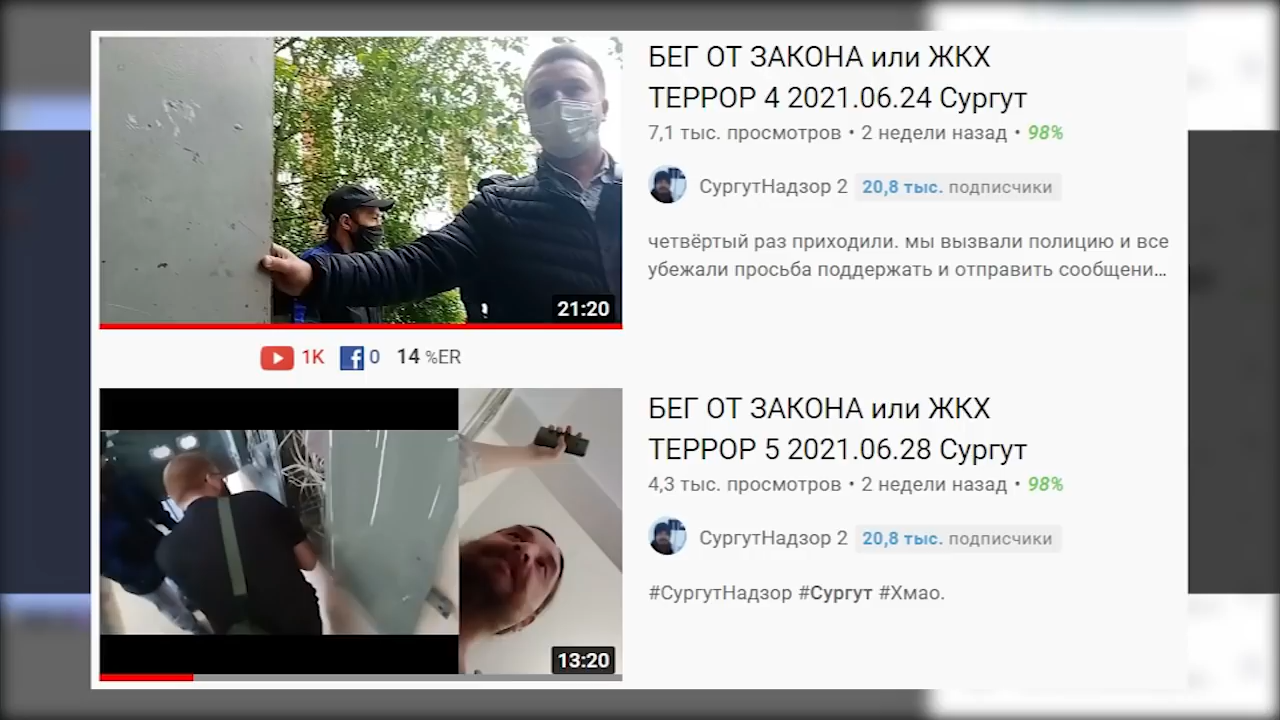 БЕГ ОТ ЗАКОНА или ЖКХ
ТЕРРОР 4 2021.06.24 Сургут
7,1 тыс. просмотров • 2 недели назад • 98%
СургутНадзор 2 20,8 тыс. подписчики
четвёртый раз приходили. мы вызвали полицию и все
убежали просьба поддержать и отправить сообщени...
21:20
1K 0 14 %ER
БЕГ ОТ ЗАКОНА или ЖКХ
ТЕРРОР 5 2021.06.28 Сургут
4,3 тыс. просмотров • 2 недели назад • 98%
СургутНадзор 2 20,8 тыс. подписчики
#СургутНадзор #Сургут #Хмао.
13:20